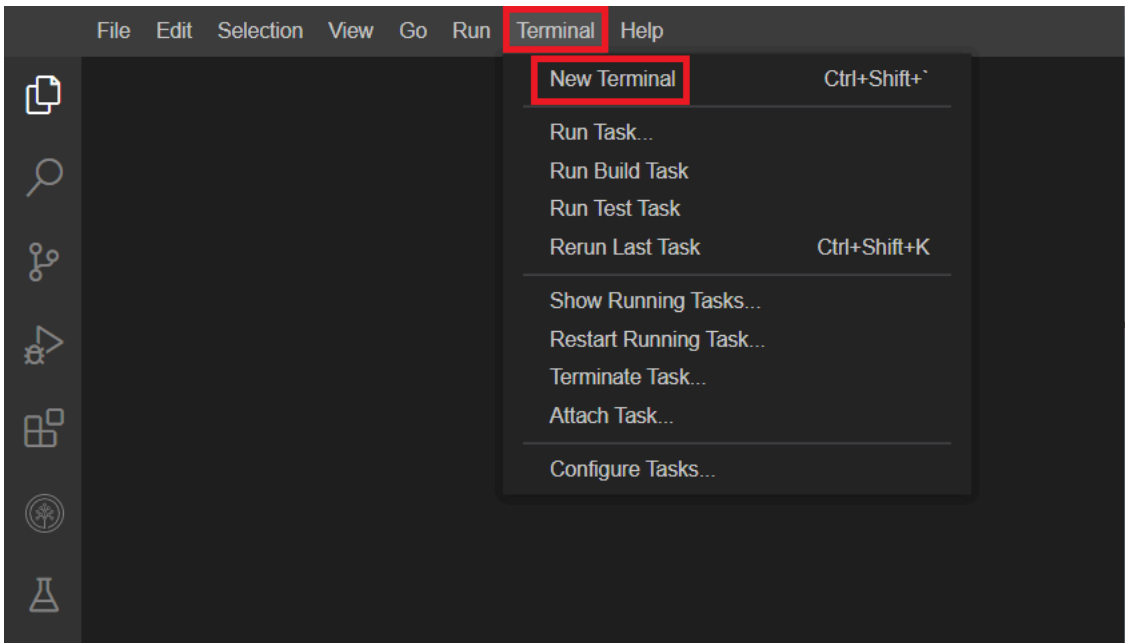 File Edit Selection View Go Run Terminal Help
New Terminal Ctrl+Shift+`
Run Task...
Run Build Task
Run Test Task
Rerun Last Task Ctrl+Shift+K
Show Running Tasks...
Restart Running Task...
Terminate Task...
Attach Task...
Configure Tasks...